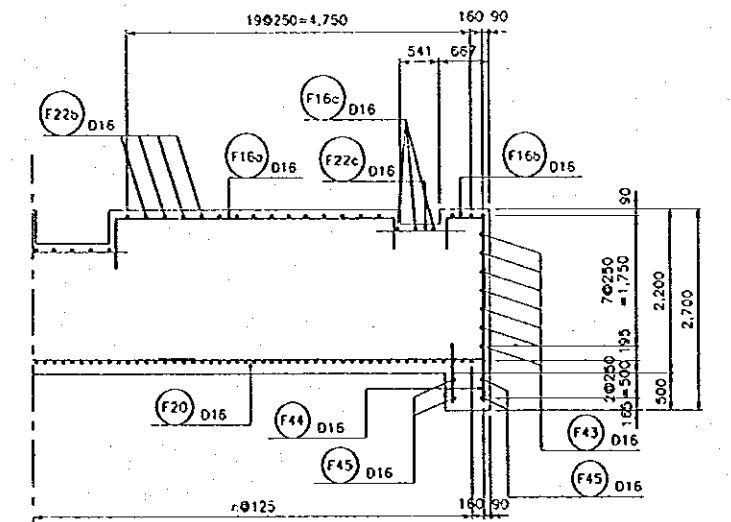 19@250=4,750
160 90
541 667
F22b D16
F16c D16
F16a D16
F22c D16
F16b D16
90
7@250 =1,750
2,200
2,700
195
2@250 =500
165
500
F20 D16
F44 D16
F45 D16
F43 D16
F45 D16
n@125
160 90